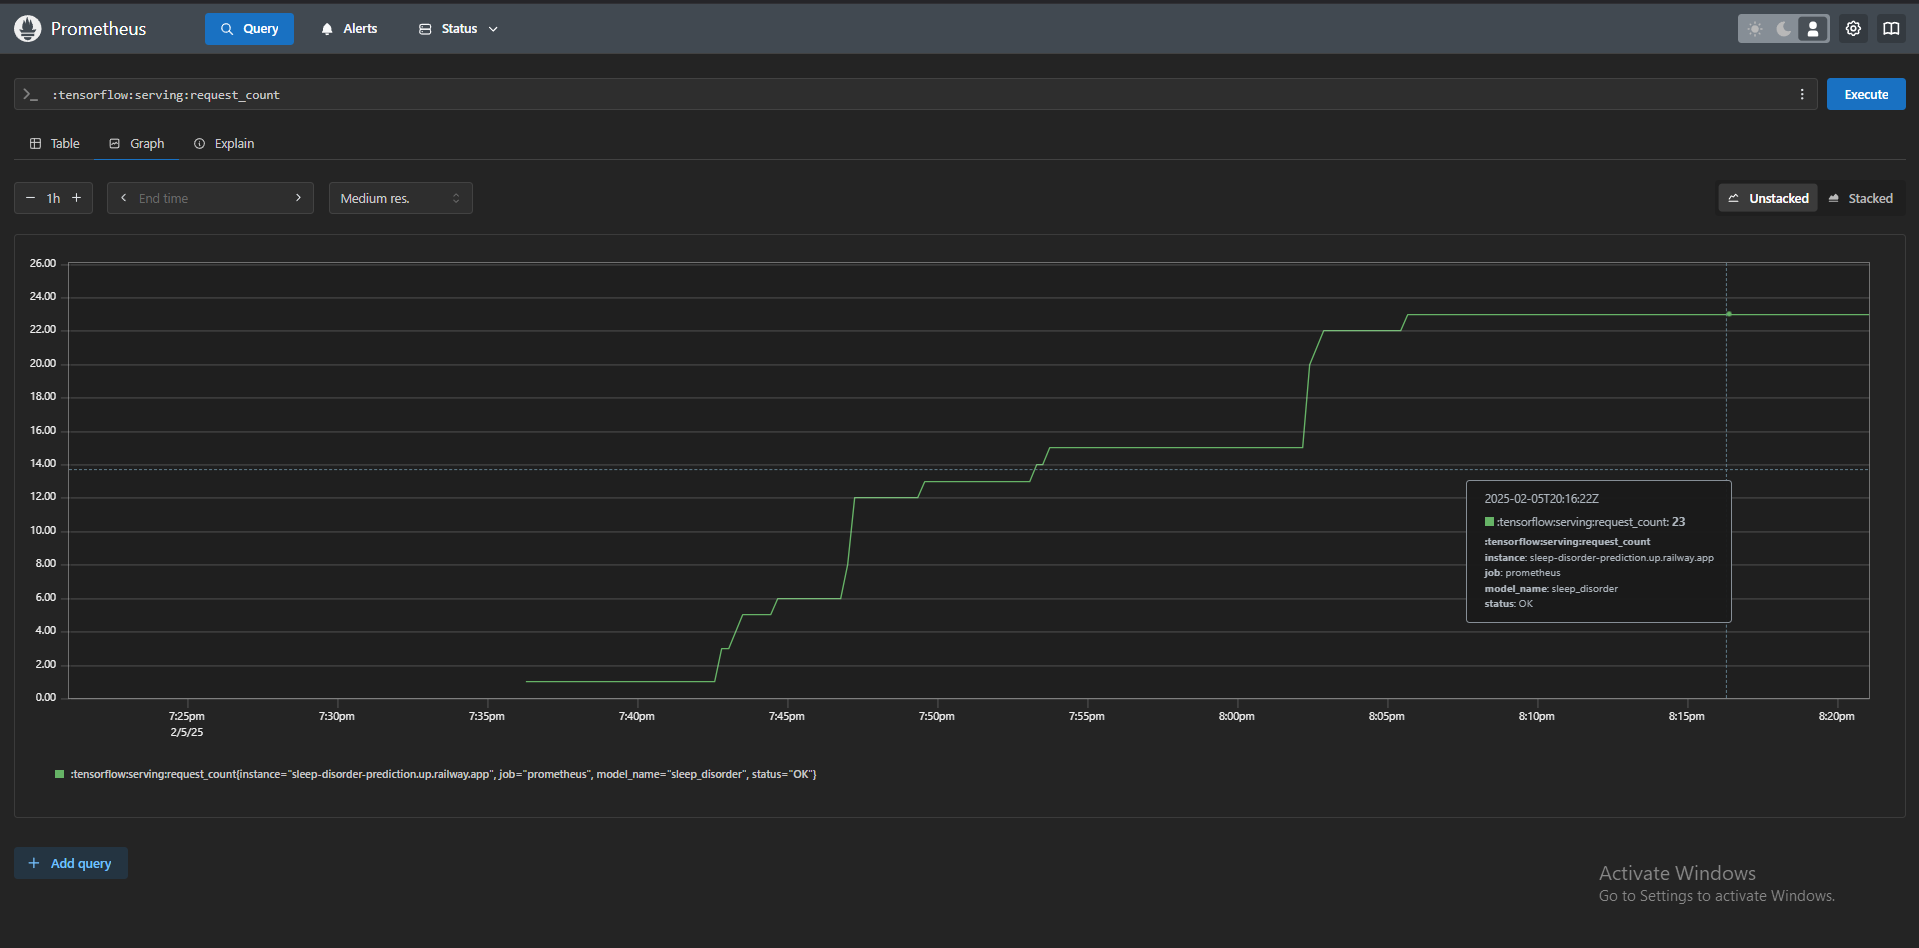 Prometheus Query Alerts Status
:tensorflow:serving:request_count Execute
Table Graph Explain
1h End time Medium res. Unstacked Stacked
26.00
24.00
22.00
20.00
18.00
16.00
14.00
12.00
10.00
8.00
6.00
4.00
2.00
0.00
2025-02-05T20:16:22Z
:tensorflow:serving:request_count: 23
:tensorflow:serving:request_count
instance: sleep-disorder-prediction.up.railway.app
job: prometheus
model_name: sleep_disorder
status: OK
7:25pm 7:30pm 7:35pm 7:40pm 7:45pm 7:50pm 7:55pm 8:00pm 8:05pm 8:10pm 8:15pm 8:20pm
2/5/25
:tensorflow:serving:request_count{instance="sleep-disorder-prediction.up.railway.app", job="prometheus", model_name="sleep_disorder", status="OK"}
Add query
Activate Windows
Go to Settings to activate Windows.